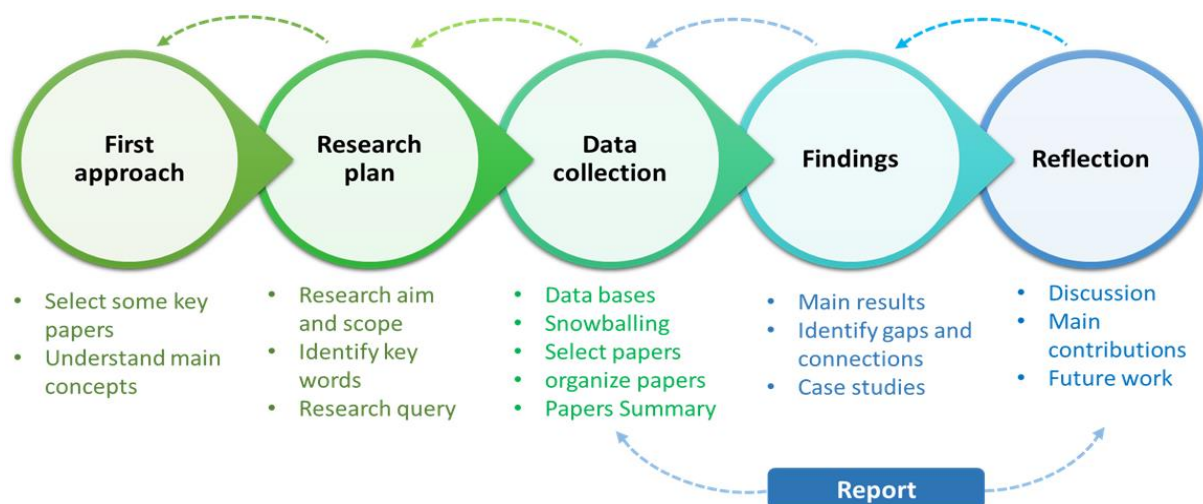 First
approach
Research
plan
Data
collection
Findings
Reflection
• Select some key
papers
• Understand main
concepts
• Research aim
and scope
• Identify key
words
• Research query
• Data bases
• Snowballing
• Select papers
• organize papers
• Papers Summary
• Main results
• Identify gaps and
connections
• Case studies
• Discussion
• Main
contributions
• Future work
Report